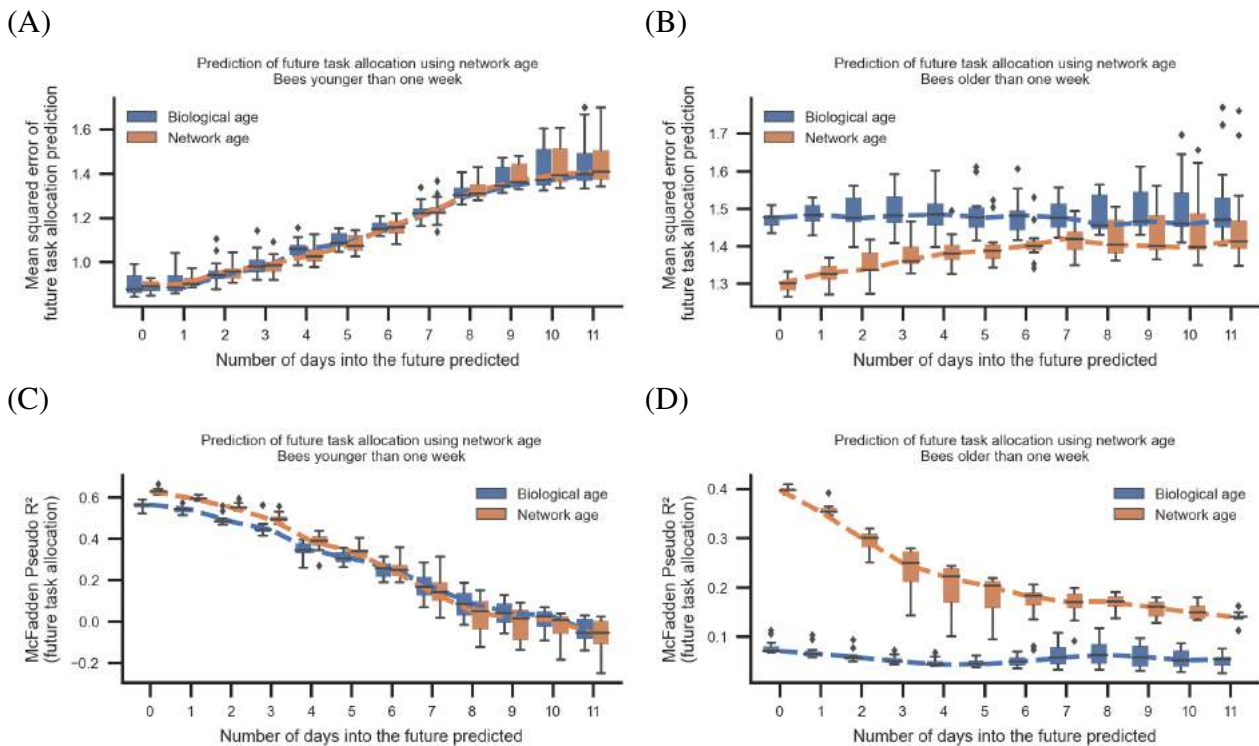 (A)
Prediction of future task allocation using network age
Bees younger than one week
Mean squared error of
future task allocation prediction
Biological age
Network age
1.6
1.4
1.2
1.0
0 1 2 3 4 5 6 7 8 9 10 11
Number of days into the future predicted
(B)
Prediction of future task allocation using network age
Bees older than one week
Mean squared error of
future task allocation prediction
Biological age
Network age
1.7
1.6
1.5
1.4
1.3
0 1 2 3 4 5 6 7 8 9 10 11
Number of days into the future predicted
(C)
Prediction of future task allocation using network age
Bees younger than one week
McFadden Pseudo R²
(future task allocation)
Biological age
Network age
0.6
0.4
0.2
0.0
−0.2
0 1 2 3 4 5 6 7 8 9 10 11
Number of days into the future predicted
(D)
Prediction of future task allocation using network age
Bees older than one week
McFadden Pseudo R²
(future task allocation)
Biological age
Network age
0.4
0.3
0.2
0.1
0 1 2 3 4 5 6 7 8 9 10 11
Number of days into the future predicted